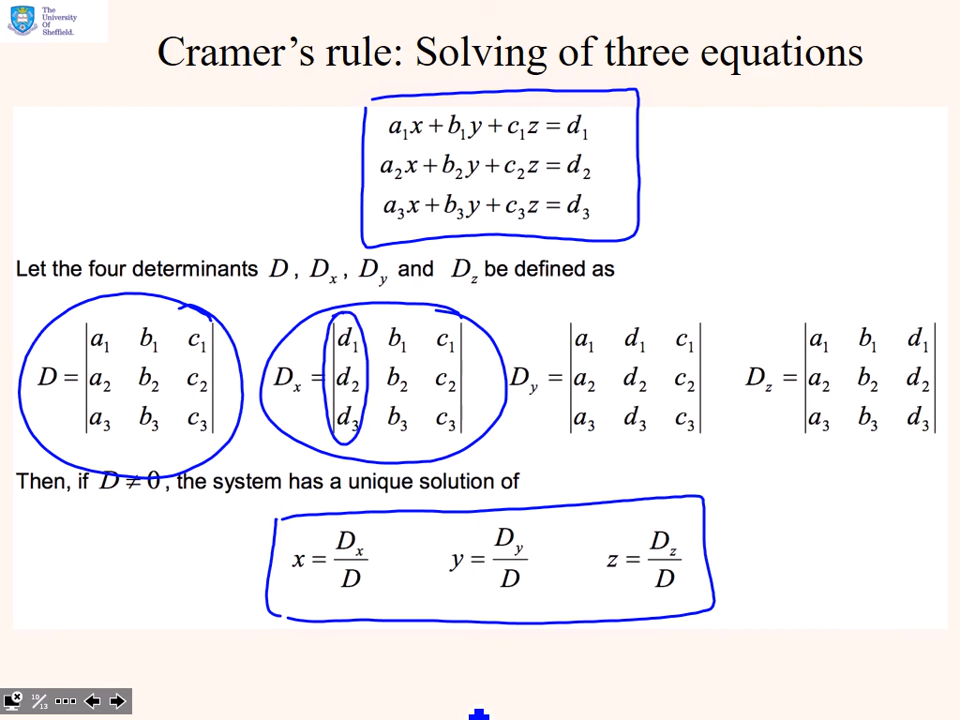 The
University
Of
Sheffield.
Cramer's rule: Solving of three equations
a₁x + b₁y + c₁z = d₁
a₂x + b₂y + c₂z = d₂
a₃x + b₃y + c₃z = d₃
Let the four determinants D , Dₓ , D_y and D_z be defined as
D = |a₁ b₁ c₁| |a₂ b₂ c₂| |a₃ b₃ c₃|
Dₓ = |d₁ b₁ c₁| |d₂ b₂ c₂| |d₃ b₃ c₃|
D_y = |a₁ d₁ c₁| |a₂ d₂ c₂| |a₃ d₃ c₃|
D_z = |a₁ b₁ d₁| |a₂ b₂ d₂| |a₃ b₃ d₃|
Then, if D ≠ 0 , the system has a unique solution of
x = Dₓ/D y = D_y/D z = D_z/D
10/13